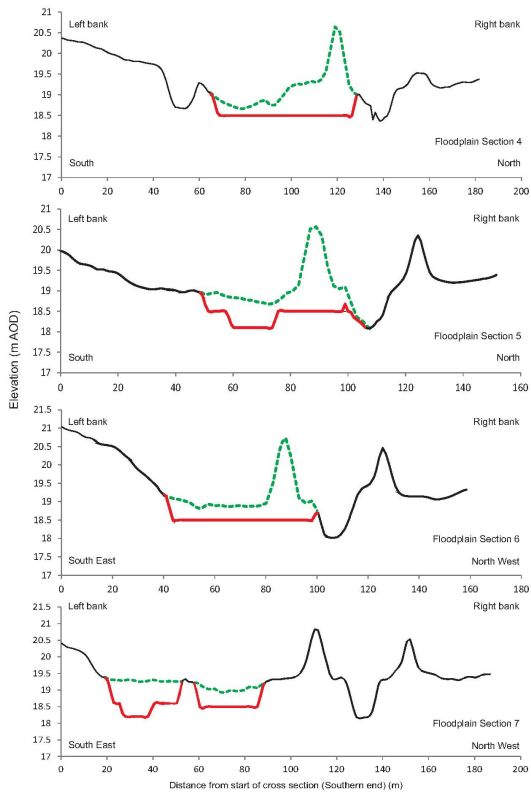 Elevation (m AOD)
Left bank
Right bank
21
20.5
20
19.5
19
18.5
18
17.5
17
South
Floodplain Section 4
North
0 20 40 60 80 100 120 140 160 180 200
Left bank
Right bank
21
20.5
20
19.5
19
18.5
18
17.5
17
South
Floodplain Section 5
North
0 20 40 60 80 100 120 140 160
Left bank
Right bank
21.5
21
20.5
20
19.5
19
18.5
18
17.5
17
South East
Floodplain Section 6
North West
0 20 40 60 80 100 120 140 160 180
Left bank
Right bank
21.5
21
20.5
20
19.5
19
18.5
18
17.5
17
South East
Floodplain Section 7
North West
0 20 40 60 80 100 120 140 160 180 200
Distance from start of cross section (Southern end) (m)